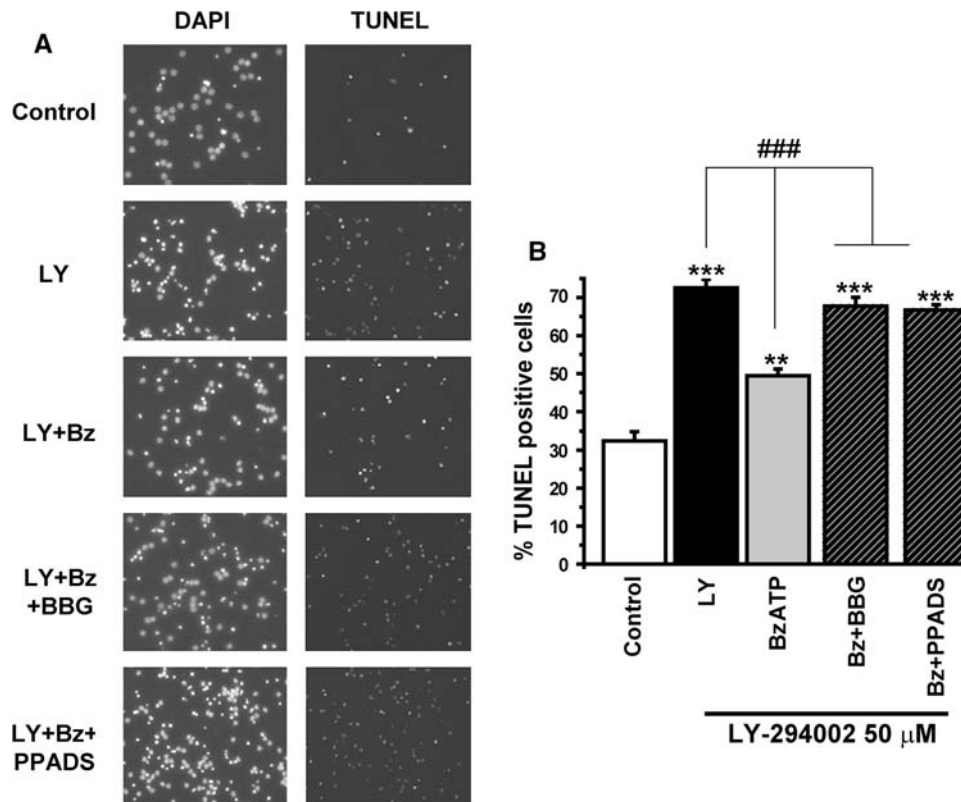 A
DAPI
TUNEL
Control
LY
LY+Bz
LY+Bz
+BBG
LY+Bz+
PPADS
B
###
***
**
***
***
% TUNEL positive cells
70
60
50
40
30
20
10
0
Control
LY
BzATP
Bz+BBG
Bz+PPADS
LY-294002 50 μM